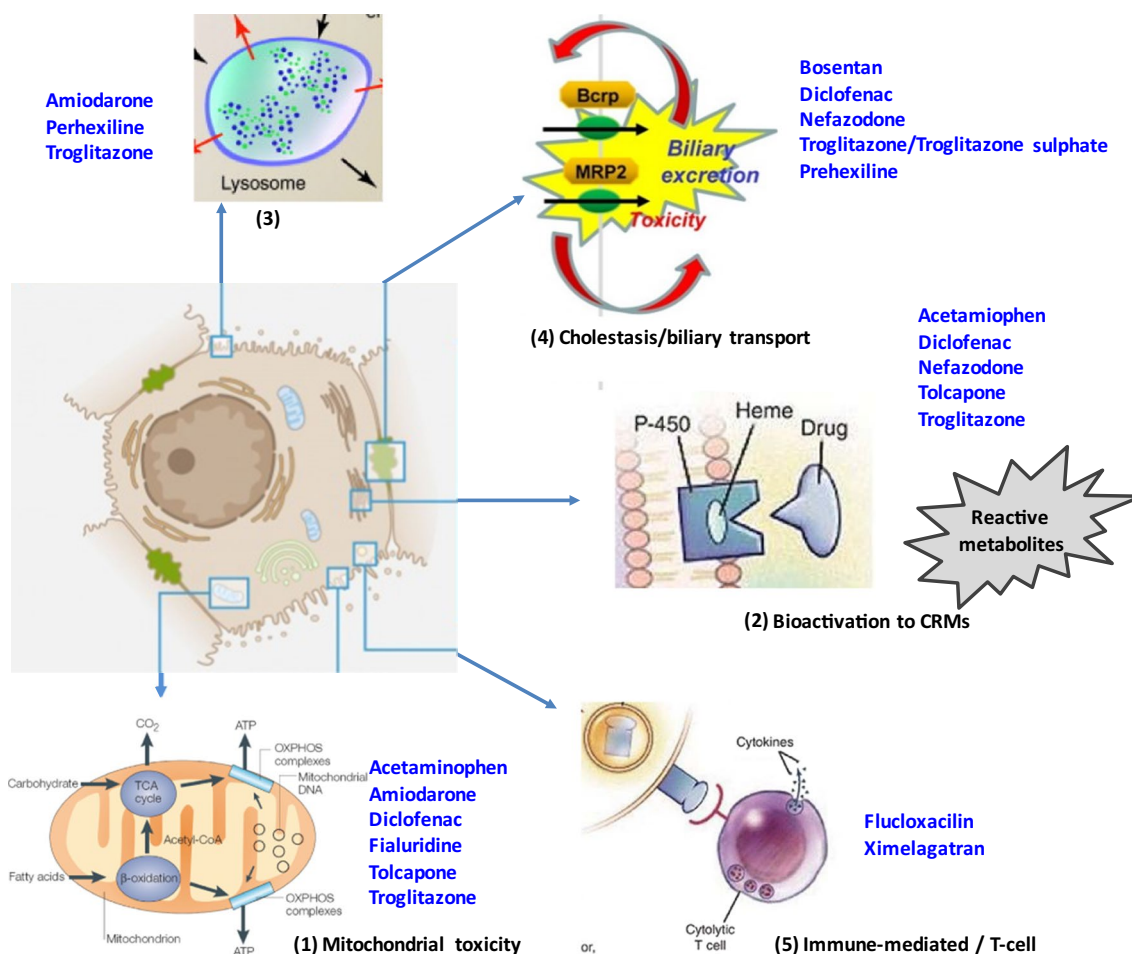 Amiodarone
Perhexiline
Troglitazone
Lysosome
(3)
Bcrp
MRP2
Biliary
excretion
Toxicity
(4) Cholestasis/biliary transport
Bosentan
Diclofenac
Nefazodone
Troglitazone/Troglitazone sulphate
Prehexiline
Acetamiophen
Diclofenac
Nefazodone
Tolcapone
Troglitazone
P-450
Heme
Drug
Reactive
metabolites
(2) Bioactivation to CRMs
CO2
ATP
OXPHOS
complexes
Mitochondrial
DNA
Carbohydrate
TCA
cycle
Acetyl-CoA
Fatty acids
β-oxidation
OXPHOS
complexes
Mitochondrion
ATP
Acetaminophen
Amiodarone
Diclofenac
Fialuridine
Tolcapone
Troglitazone
(1) Mitochondrial toxicity
Cytokines
Cytolytic
T cell
or,
Flucloxacilin
Ximelagatran
(5) Immune-mediated / T-cell